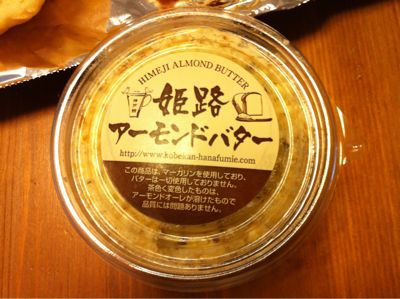 HIMEJI ALMOND BUTTER
姫路
アーモンドバター
http://www.kobekan-hanafumie.com
この商品は、マーガリンを使用しており、
バターは一切使用しておりません。
茶色く変色したものは、
アーモンドオーレが溶けたもので
品質には問題ありません。